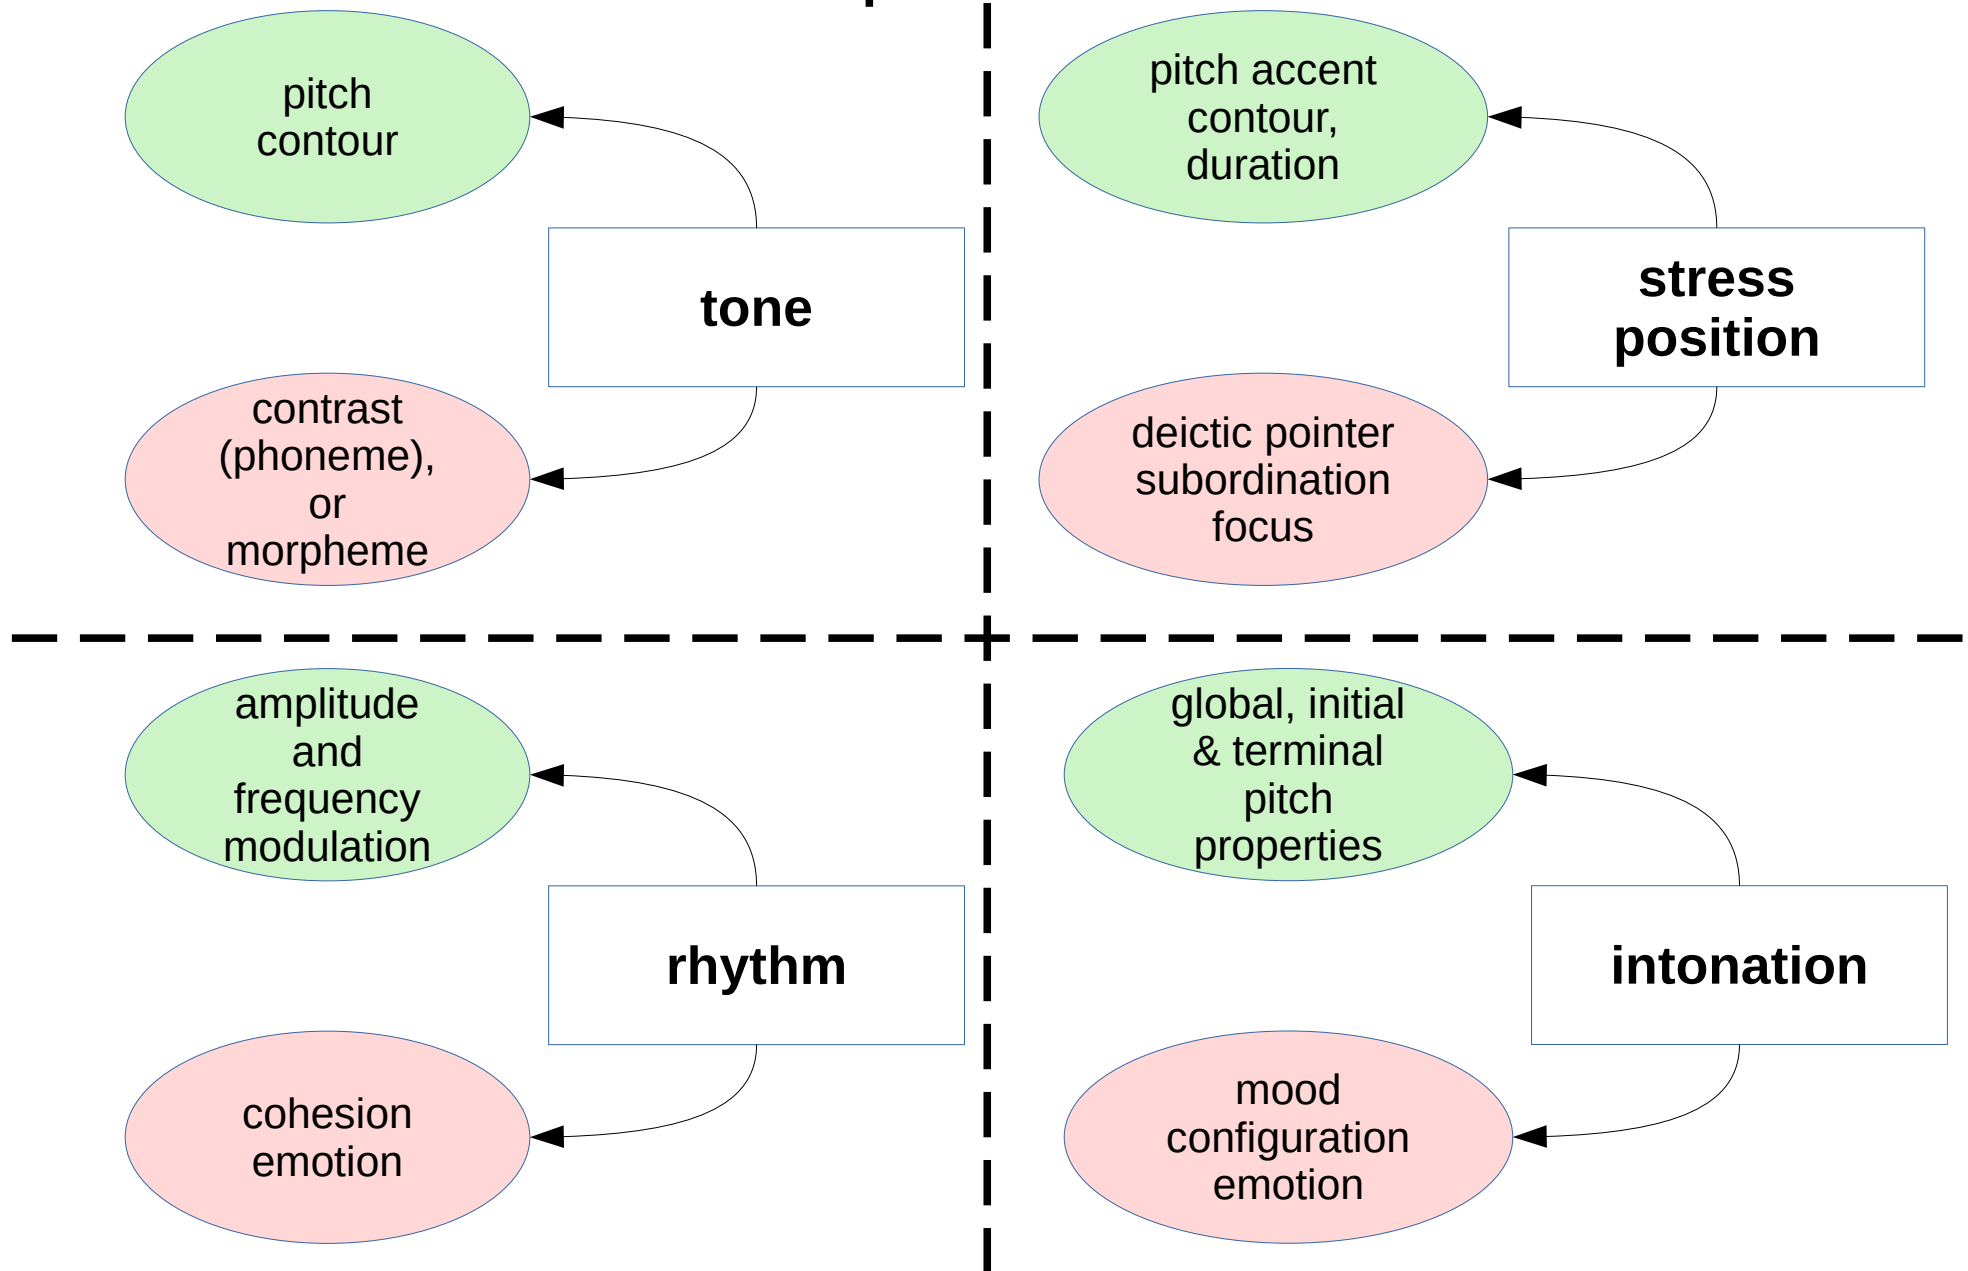 pitch
contour
tone
contrast
(phoneme),
or
morpheme
pitch accent
contour,
duration
stress
position
deictic pointer
subordination
focus
amplitude
and
frequency
modulation
rhythm
cohesion
emotion
global, initial
& terminal
pitch
properties
intonation
mood
configuration
emotion